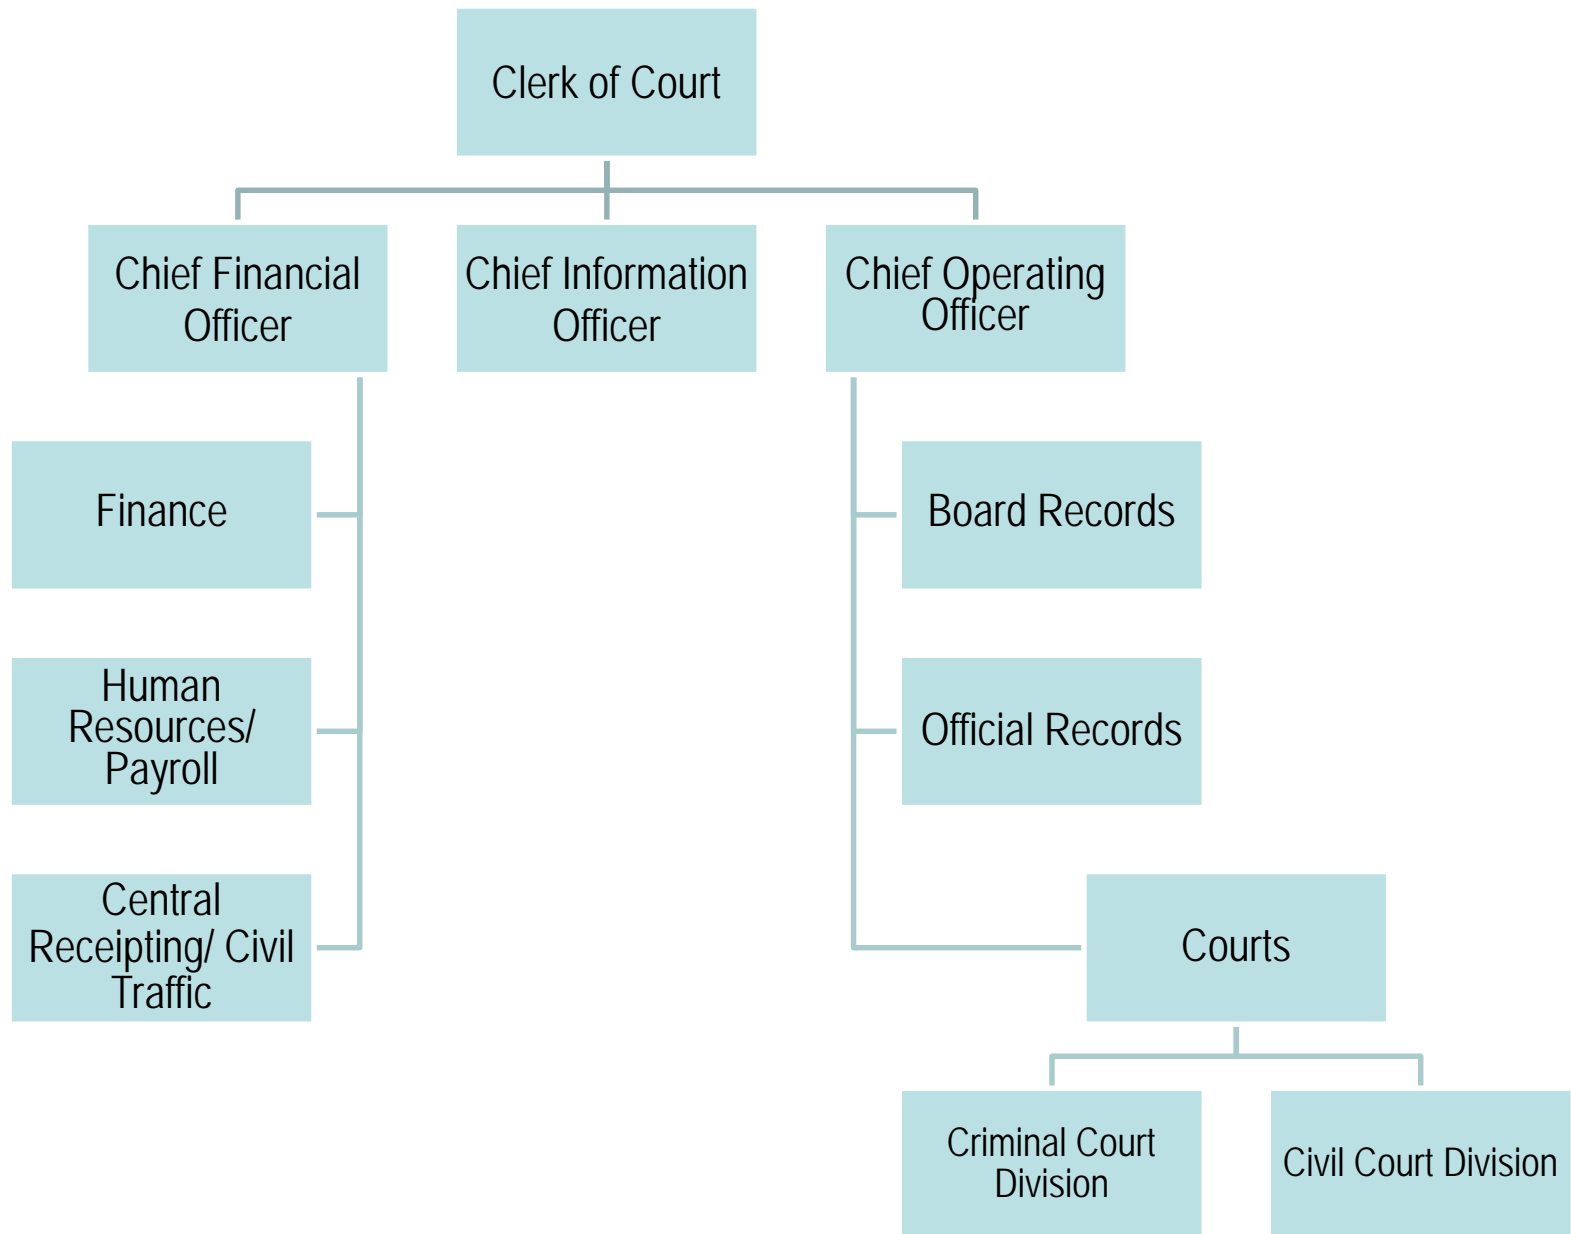 Clerk of Court
Chief Financial
Officer
Chief Information
Officer
Chief Operating
Officer
Finance
Board Records
Human
Resources/
Payroll
Official Records
Central
Receipting/ Civil
Traffic
Courts
Criminal Court
Division
Civil Court Division